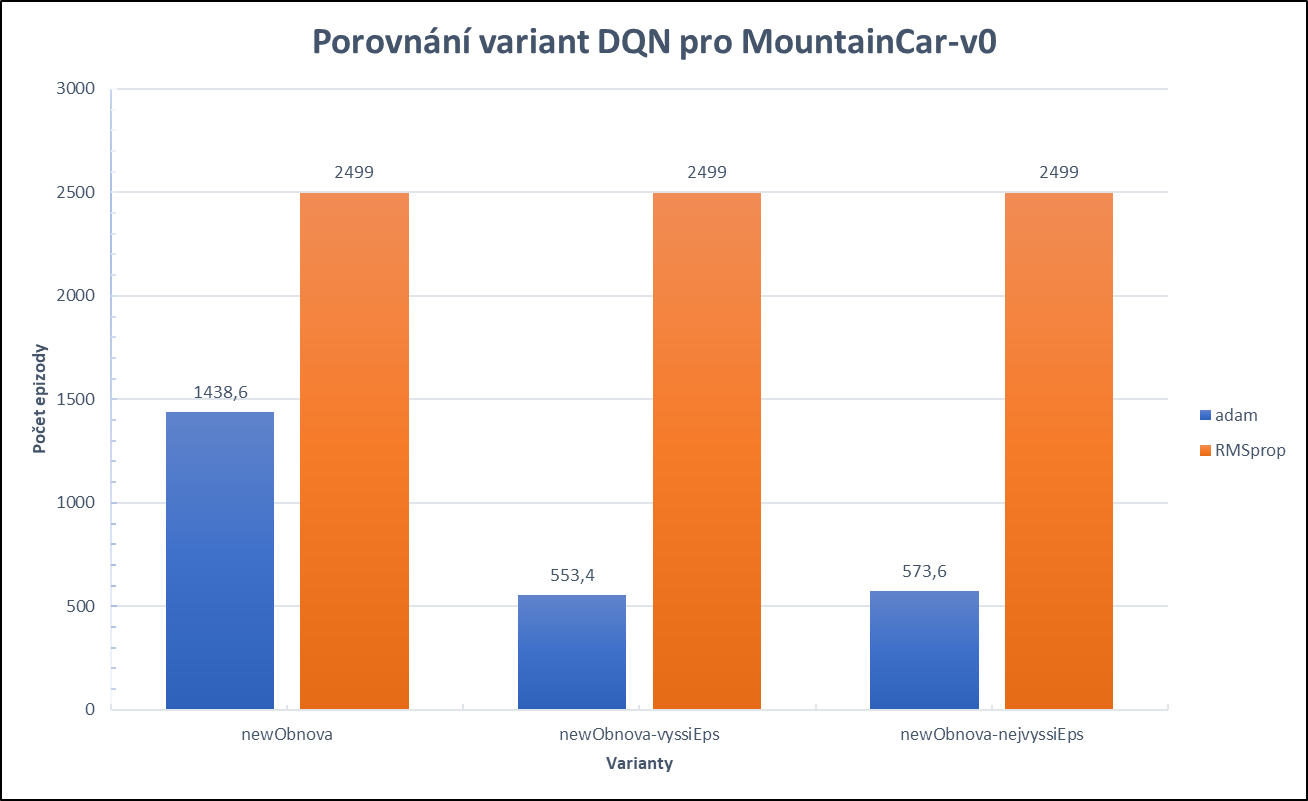 Porovnání variant DQN pro MountainCar-v0
3000
2500
2000
1500
1000
500
0
Počet epizody
1438,6
2499
553,4
2499
573,6
2499
newObnova
newObnova-vyssiEps
newObnova-nejvyssiEps
Varianty
adam
RMSprop